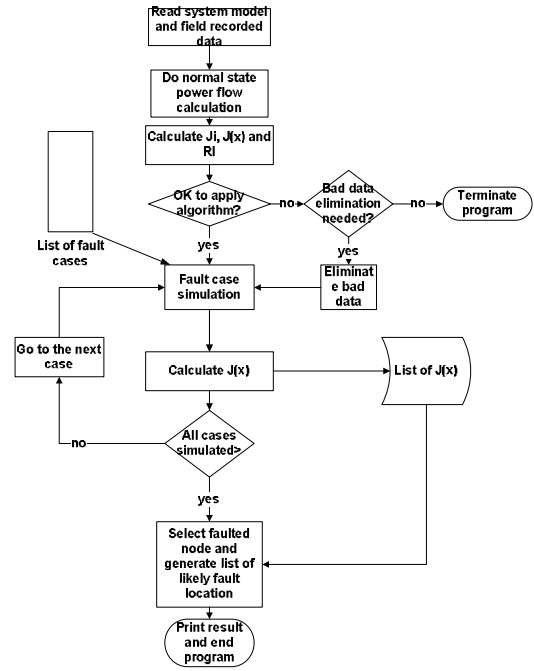 Read system model
and field recorded
data
Do normal state
power flow
calculation
Calculate Ji, J(x) and
RI
OK to apply
algorithm?
no
Bad data
elimination
needed?
no
Terminate
program
yes
yes
List of fault
cases
Fault case
simulation
Eliminat
e bad
data
Go to the next
case
Calculate J(x)
List of J(x)
All cases
simulated>
no
yes
Select faulted
node and
generate list of
likely fault
location
Print result
and end
program